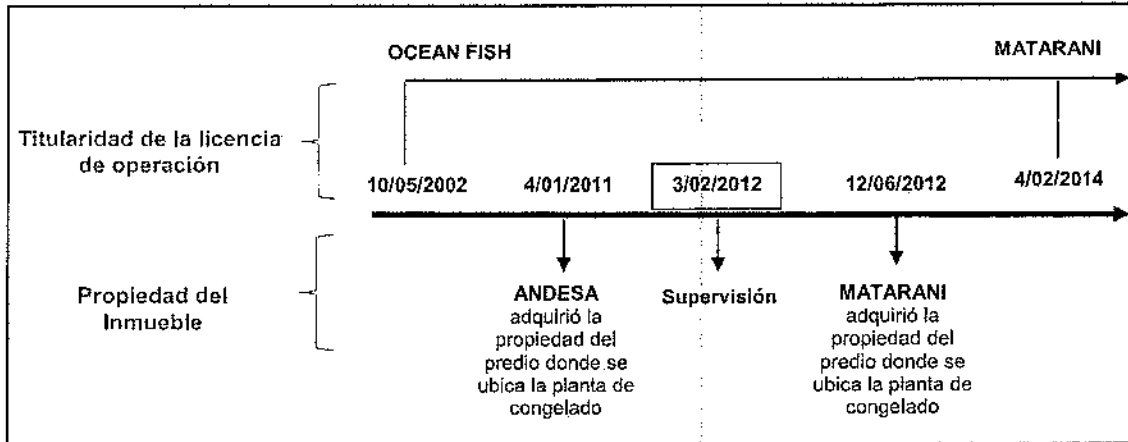 OCEAN FISH
MATARANI
Titularidad de la licencia
de operación
10/05/2002
4/01/2011
3/02/2012
12/06/2012
4/02/2014
Propiedad del
Inmueble
ANDESA
adquirió la
propiedad del
predio donde se
ubica la planta de
congelado
Supervisión
MATARANI
adquirió la
propiedad del
predio donde se
ubica la planta de
congelado